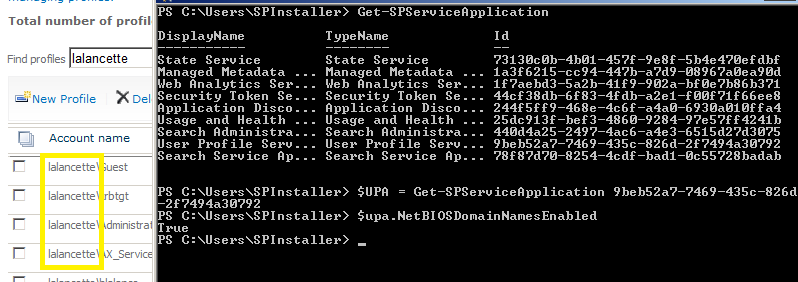 Managing profiles:
Total number of profile
Find profiles lalancette
New Profile Dele
Account name
lalancette\Guest
lalancette\krbtgt
lalancette\Administrat
lalancette\AX_Service
PS C:\Users\SPInstaller> Get-SPServiceApplication
DisplayName TypeName Id
----------- -------- --
State Service State Service 73130c0b-4b01-457f-9e8f-5b4e470efdbf
Managed Metadata ... Managed Metadata ... 1a3f6215-cc94-447b-a7d9-08967a0ea90d
Web Analytics Ser... Web Analytics Ser... 1f7aebd3-5a2b-41f9-902a-bf0e7b86b371
Security Token Se... Security Token Se... 44cf38db-6f83-4fdb-a2e1-f00f71f66ee8
Application Disco... Application Disco... 244f5ff9-468e-4c6f-a4a0-6930a010ffa4
Usage and Health ... Usage and Health ... 25dc913f-bef3-4860-9284-97e57ff4241b
Search Administra... Search Administra... 440d4a25-2497-4ac6-a4e3-6515d27d3075
User Profile Serv... User Profile Serv... 9beb52a7-7469-435c-826d-2f7494a30792
Search Service Ap... Search Service Ap... 78f87d70-8254-4cdf-bad1-0c55728badab
PS C:\Users\SPInstaller> $UPA = Get-SPServiceApplication 9beb52a7-7469-435c-826d
-2f7494a30792
PS C:\Users\SPInstaller> $upa.NetBIOSDomainNamesEnabled
True
PS C:\Users\SPInstaller> _